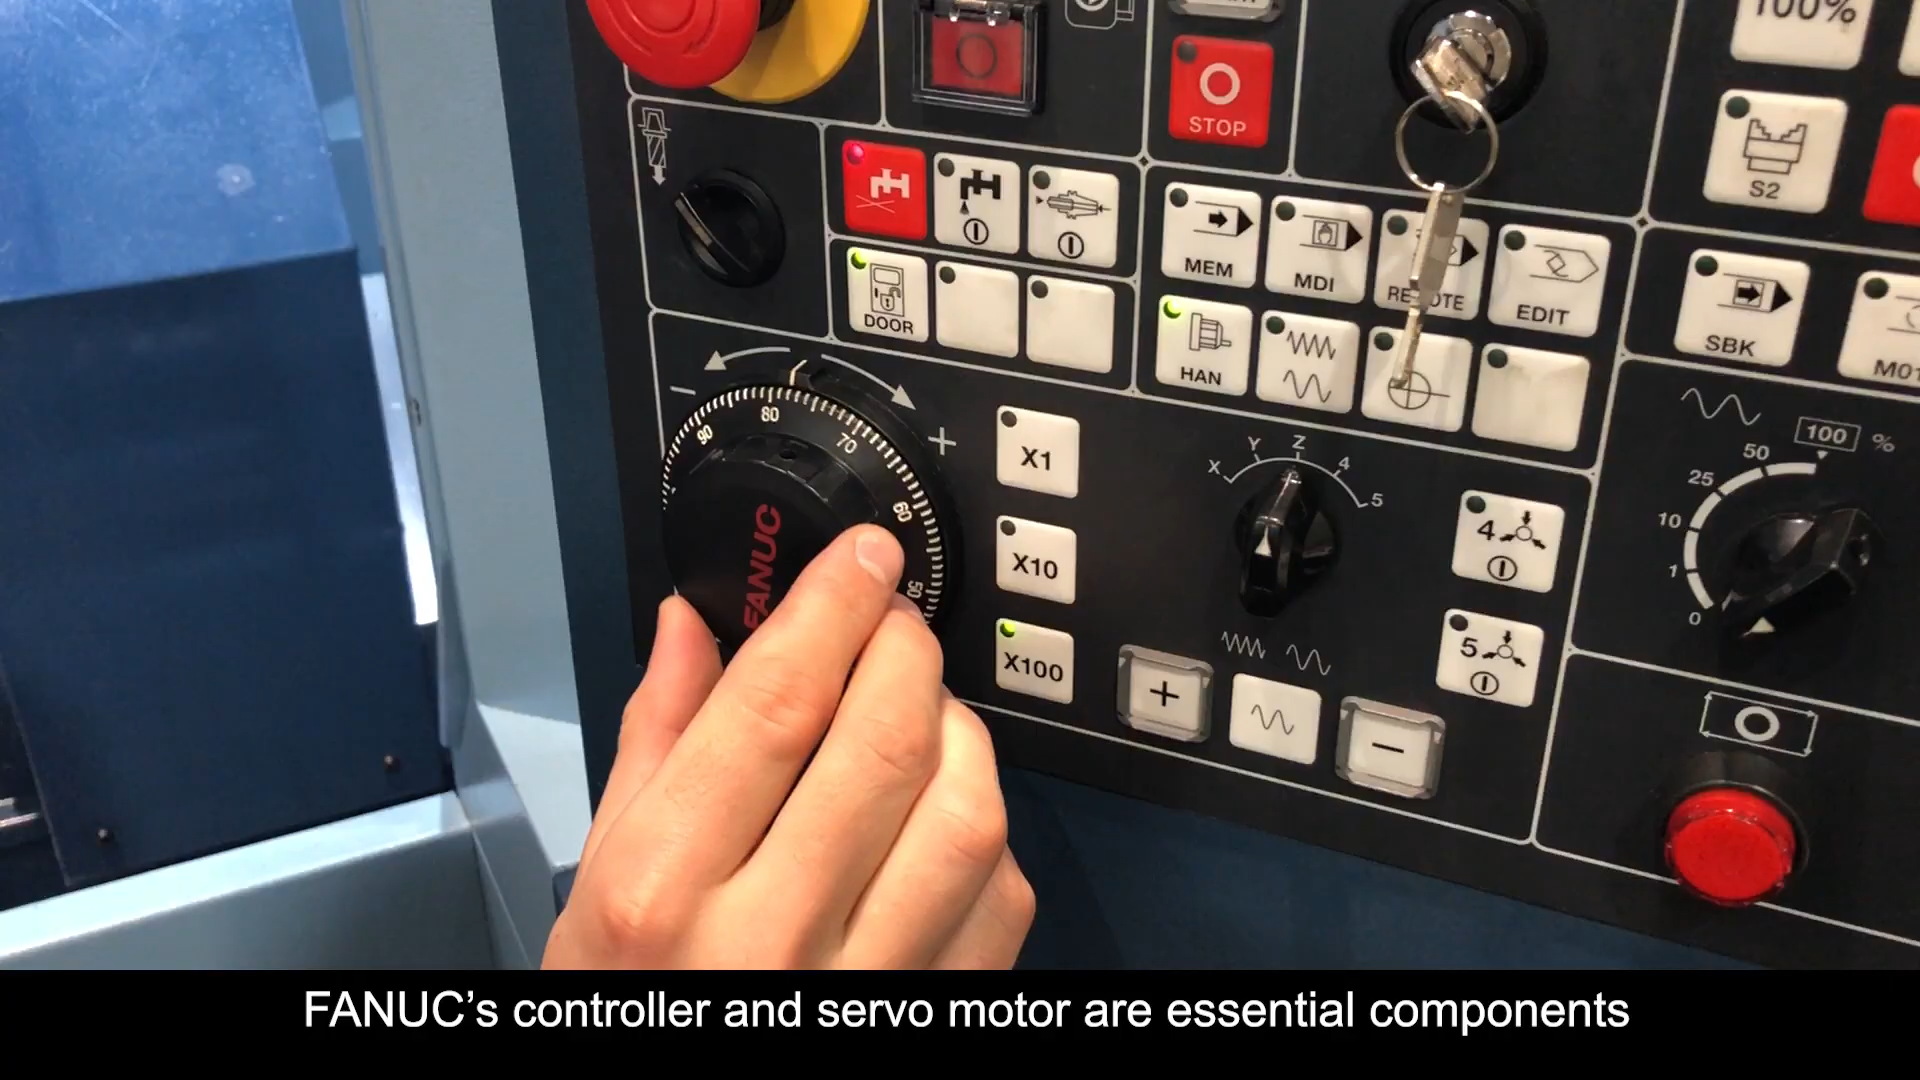 100%
STOP
S2
MEM
MDI
EDIT
DOOR
HAN
SBK
M01
80
90
70
60
50
FANUC
X1
X10
X100
X
Y
Z
4
5
4
5
100 %
50
25
10
1
0
FANUC’s controller and servo motor are essential components